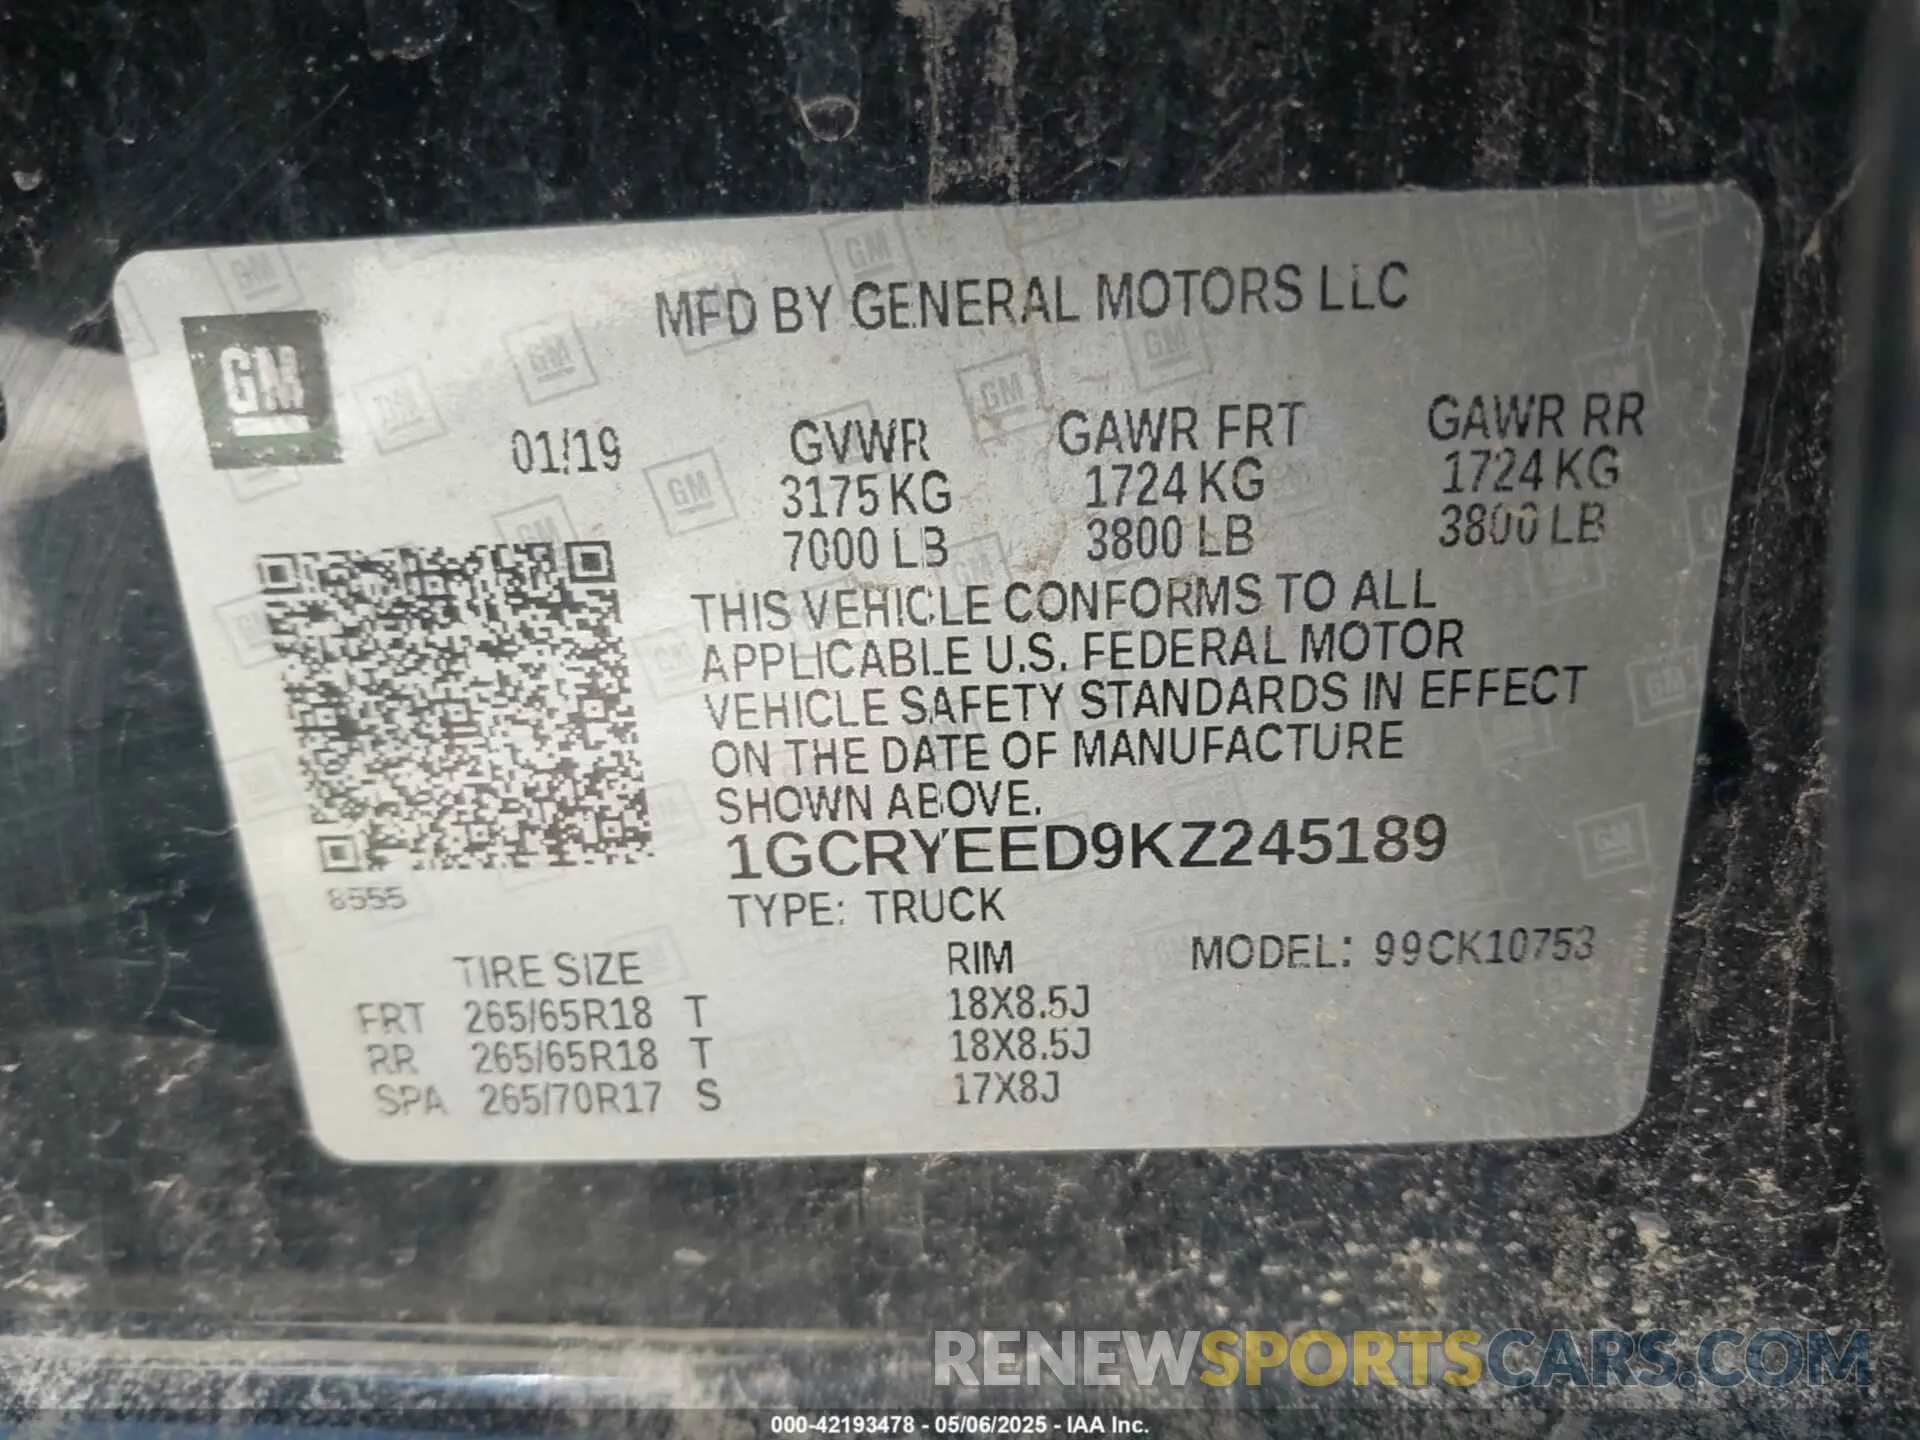 MFD BY GENERAL MOTORS LLC
GM
01/19 GVWR GAWR FRT GAWR RR
3175 KG 1724 KG 1724 KG
7000 LB 3800 LB 3800 LB
THIS VEHICLE CONFORMS TO ALL
APPLICABLE U.S. FEDERAL MOTOR
VEHICLE SAFETY STANDARDS IN EFFECT
ON THE DATE OF MANUFACTURE
SHOWN ABOVE.
1GCRYEED9KZ245189
8555
TYPE: TRUCK
TIRE SIZE RIM MODEL: 99CK10753
FRT 265/65R18 T 18X8.5J
RR 265/65R18 T 18X8.5J
SPA 265/70R17 S 17X8J
RENEWSPORTSCARS.COM
000-42193478 - 05/06/2025 - IAA Inc.